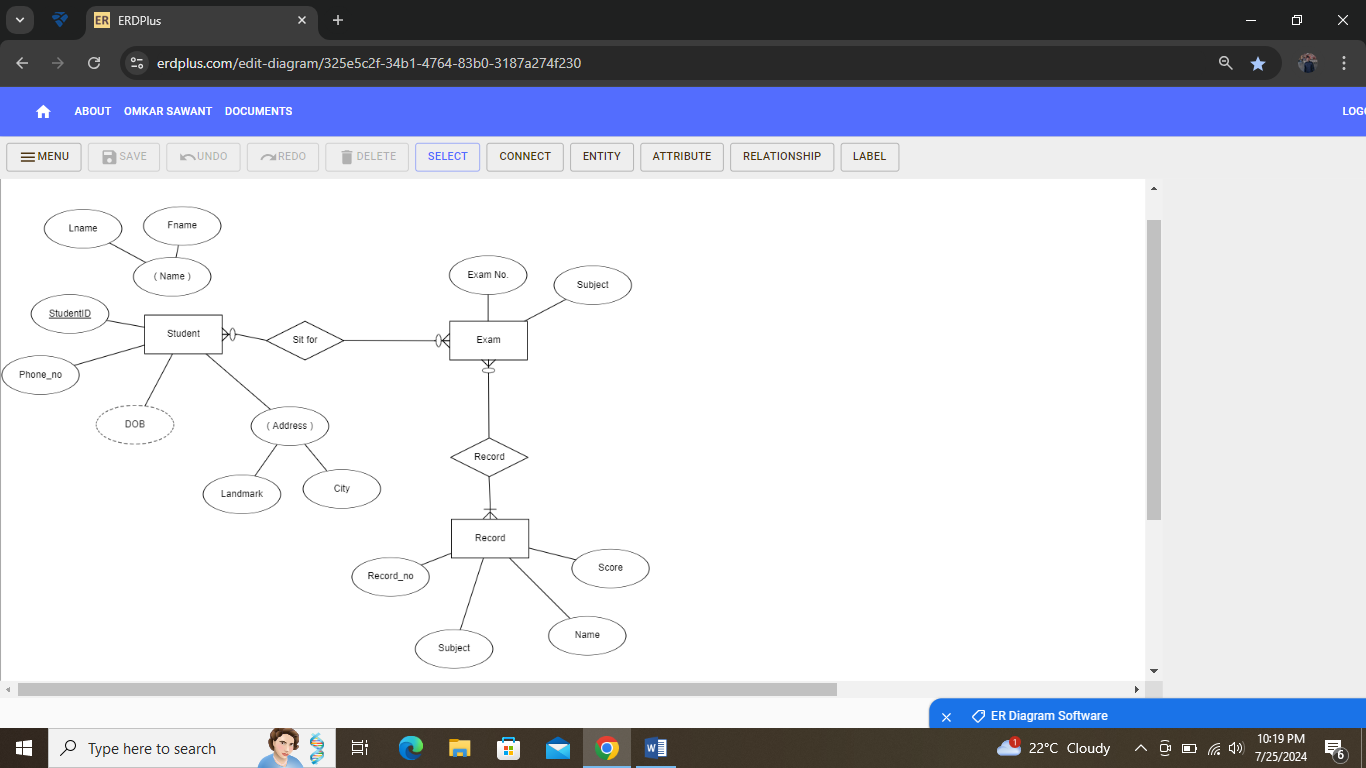 ER ERDPlus
erdplus.com/edit-diagram/325e5c2f-34b1-4764-83b0-3187a274f230
ABOUT OMKAR SAWANT DOCUMENTS LOGO
MENU SAVE UNDO REDO DELETE SELECT CONNECT ENTITY ATTRIBUTE RELATIONSHIP LABEL
Lname Fname
( Name )
Exam No. Subject
StudentID
Student Sit for Exam
Phone_no
DOB ( Address )
Landmark City
Record
Record
Record_no Score
Name
Subject
ER Diagram Software
Type here to search
1 22°C Cloudy
10:19 PM
7/25/2024
6